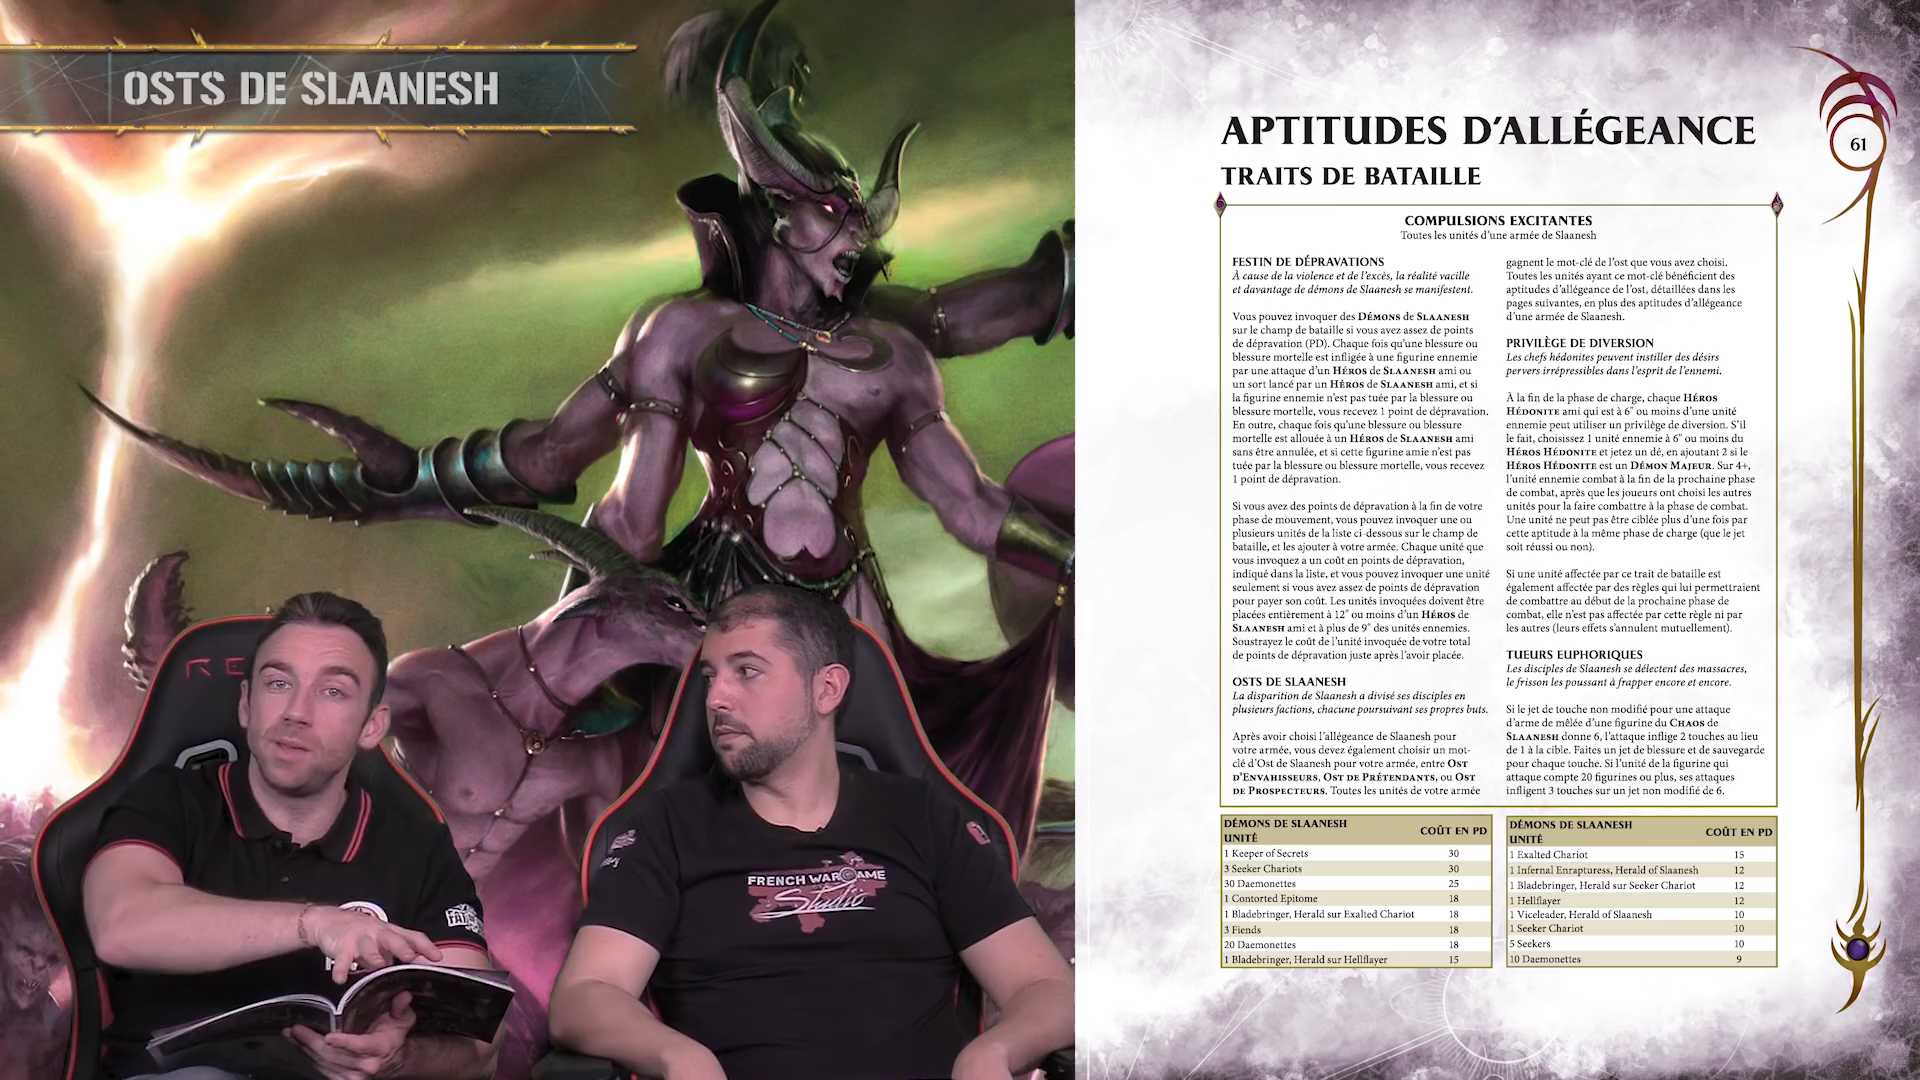 OSTS DE SLAANESH
RE
FRENCH WARGAME
Studio
APTITUDES D'ALLÉGEANCE
61
TRAITS DE BATAILLE
COMPULSIONS EXCITANTES
Toutes les unités d'une armée de Slaanesh
FESTIN DE DÉPRAVATIONS
À cause de la violence et de l'excès, la réalité vacille
et davantage de démons de Slaanesh se manifestent.
Vous pouvez invoquer des DÉMONS de SLAANESH
sur le champ de bataille si vous avez assez de points
de dépravation (PD). Chaque fois qu'une blessure ou
blessure mortelle est infligée à une figurine ennemie
par une attaque d'un HÉROS de SLAANESH ami ou
un sort lancé par un HÉROS de SLAANESH ami, et si
la figurine ennemie n'est pas tuée par la blessure ou
blessure mortelle, vous recevez 1 point de dépravation.
En outre, chaque fois qu'une blessure ou blessure
mortelle est allouée à un HÉROS de SLAANESH ami
sans être annulée, et si cette figurine amie n'est pas
tuée par la blessure ou blessure mortelle, vous recevez
1 point de dépravation.
Si vous avez des points de dépravation à la fin de votre
phase de mouvement, vous pouvez invoquer une ou
plusieurs unités de la liste ci-dessous sur le champ de
bataille, et les ajouter à votre armée. Chaque unité que
vous invoquez a un coût en points de dépravation,
indiqué dans la liste, et vous pouvez invoquer une unité
seulement si vous avez assez de points de dépravation
pour payer son coût. Les unités invoquées doivent être
placées entièrement à 12" ou moins d'un HÉROS de
SLAANESH ami et à plus de 9" des unités ennemies.
Soustrayez le coût de l'unité invoquée de votre total
de points de dépravation juste après l'avoir placée.
OSTS DE SLAANESH
La disparition de Slaanesh a divisé ses disciples en
plusieurs factions, chacune poursuivant ses propres buts.
Après avoir choisi l'allégeance de Slaanesh pour
votre armée, vous devez également choisir un mot-
clé d'Ost de Slaanesh pour votre armée, entre OST
D'ENVAHISSEURS, OST DE PRÉTENDANTS, ou OST
DE PROSPECTEURS. Toutes les unités de votre armée
gagnent le mot-clé de l'ost que vous avez choisi.
Toutes les unités ayant ce mot-clé bénéficient des
aptitudes d'allégeance de l'ost, détaillées dans les
pages suivantes, en plus des aptitudes d'allégeance
d'une armée de Slaanesh.
PRIVILÈGE DE DIVERSION
Les chefs hédonites peuvent instiller des désirs
pervers irrépressibles dans l'esprit de l'ennemi.
À la fin de la phase de charge, chaque HÉROS
HÉDONITE ami qui est à 6" ou moins d'une unité
ennemie peut utiliser un privilège de diversion. S'il
le fait, choisissez 1 unité ennemie à 6" ou moins du
HÉROS HÉDONITE et jetez un dé, en ajoutant 2 si le
HÉROS HÉDONITE est un DÉMON MAJEUR. Sur 4+,
l'unité ennemie combat à la fin de la prochaine phase
de combat, après que les joueurs ont choisi les autres
unités pour la faire combattre à la phase de combat.
Une unité ne peut pas être ciblée plus d'une fois par
cette aptitude à la même phase de charge (que le jet
soit réussi ou non).
Si une unité affectée par ce trait de bataille est
également affectée par des règles qui lui permettraient
de combattre au début de la prochaine phase de
combat, elle n'est pas affectée par cette règle ni par
les autres (leurs effets s'annulent mutuellement).
TUEURS EUPHORIQUES
Les disciples de Slaanesh se délectent des massacres,
le frisson les poussant à frapper encore et encore.
Si le jet de touche non modifié pour une attaque
d'arme de mêlée d'une figurine du CHAOS de
SLAANESH donne 6, l'attaque inflige 2 touches au lieu
de 1 à la cible. Faites un jet de blessure et de sauvegarde
pour chaque touche. Si l'unité de la figurine qui
attaque compte 20 figurines ou plus, ses attaques
infligent 3 touches sur un jet non modifié de 6.
DÉMONS DE SLAANESH
UNITÉ COÛT EN PD
1 Keeper of Secrets 30
3 Seeker Chariots 30
30 Daemonettes 25
1 Contorted Epitome 18
1 Bladebringer, Herald sur Exalted Chariot 18
3 Fiends 18
20 Daemonettes 18
1 Bladebringer, Herald sur Hellflayer 15
DÉMONS DE SLAANESH
UNITÉ COÛT EN PD
1 Exalted Chariot 15
1 Infernal Enrapturess, Herald of Slaanesh 12
1 Bladebringer, Herald sur Seeker Chariot 12
1 Hellflayer 12
1 Viceleader, Herald of Slaanesh 10
1 Seeker Chariot 10
5 Seekers 10
10 Daemonettes 9